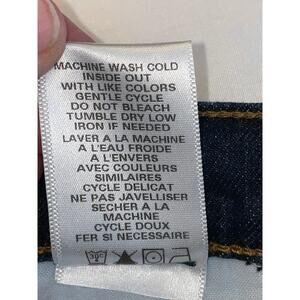 MACHINE WASH COLD
INSIDE OUT
WITH LIKE COLORS
GENTLE CYCLE
DO NOT BLEACH
TUMBLE DRY LOW
IRON IF NEEDED
LAVER A LA MACHINE
A L'EAU FROIDE
A L'ENVERS
AVEC COULEURS
SIMILAIRES
CYCLE DELICAT
NE PAS JAVELLISER
SECHER A LA
MACHINE
CYCLE DOUX
FER SI NECESSAIRE